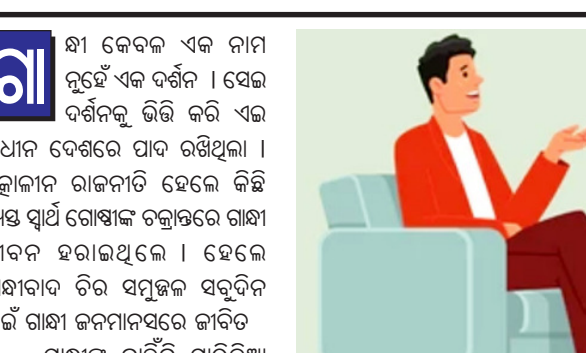 ଗା
ନ୍ଧୀ କେବଳ ଏକ ନାମ
ନୁହେଁ ଏକ ଦର୍ଶନ । ସେଇ
ଦର୍ଶନକୁ ଭିତ୍ତି କରି ଏଇ
ଧୀନ ଦେଶରେ ପାଦ ରଖିଥିଲା ।
କାଳୀନ ରାଜନୀତି ହେଲେ କିଛି
ସ୍ୱାର୍ଥ ଗୋଷ୍ଠୀଙ୍କ ଚକ୍ରାନ୍ତରେ ଗାନ୍ଧୀ
ବନ ହରାଇଥିଲେ । ହେଲେ
ନ୍ଧୀବାଦ ଚିର ସମୁଜ୍ଜଳ ସବୁଦିନ
ଇଁ ଗାନ୍ଧୀ ଜନମାନସରେ ଜୀବିତ